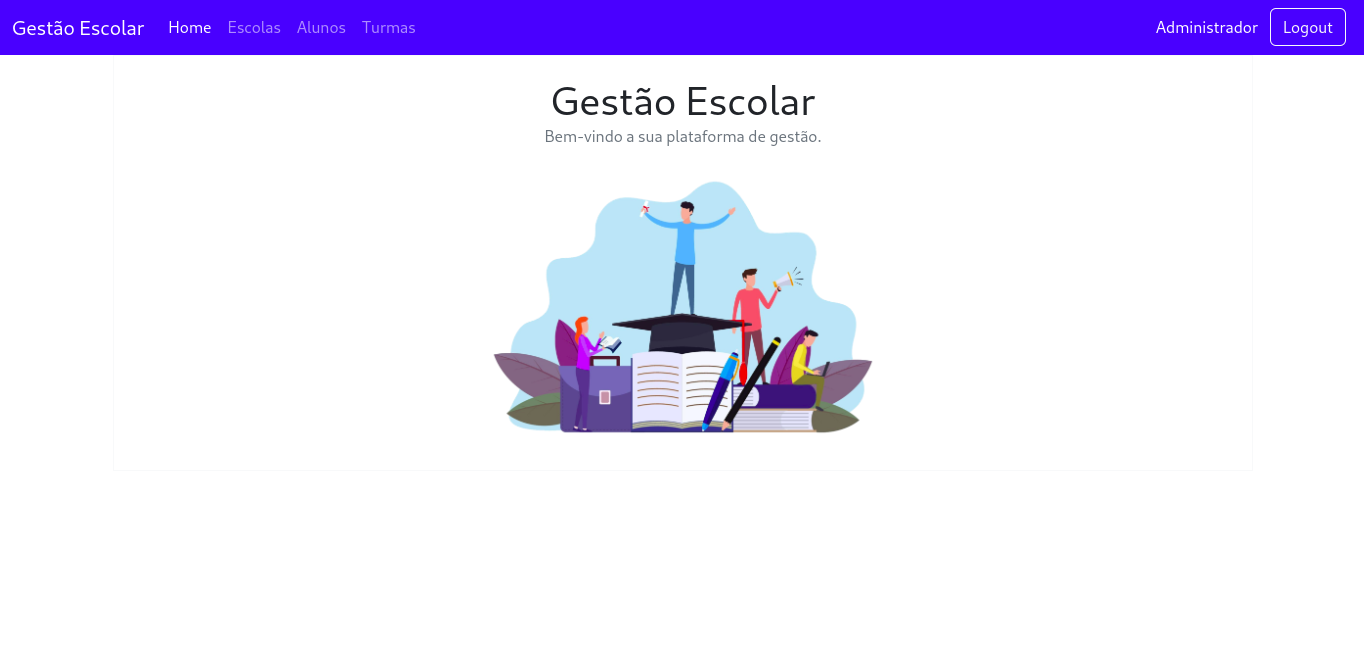 Gestão Escolar Home Escolas Alunos Turmas Administrador Logout
Gestão Escolar
Bem-vindo a sua plataforma de gestão.